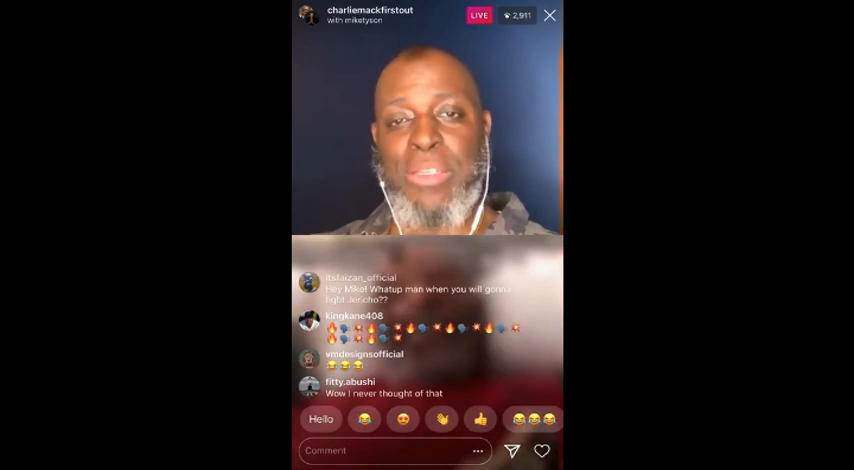 charliemackfirstout
with miketyson
LIVE
2,911
itsfaizan_official
Hey Mike! Whatup man when you will gonna
fight Jericho??
kingkane408
🔥🗣💥🔥🗣💥🔥🗣💥🔥🗣💥🔥🗣💥
🔥🗣💥🔥🗣💥
vmdesignsofficial
😂😂😂
fitty.abushi
Wow I never thought of that
Hello 😂 😍 👋 👍 😂😂😂
Comment